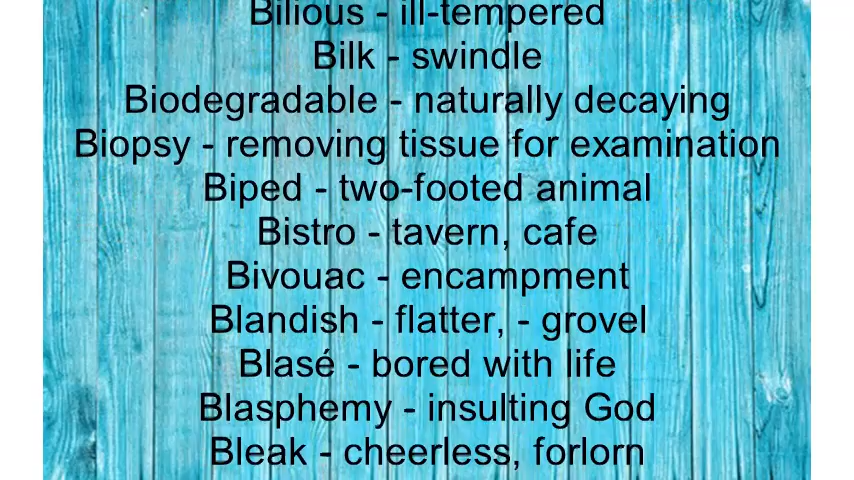 Bilious - ill-tempered
Bilk - swindle
Biodegradable - naturally decaying
Biopsy - removing tissue for examination
Biped - two-footed animal
Bistro - tavern, cafe
Bivouac - encampment
Blandish - flatter, - grovel
Blasé - bored with life
Blasphemy - insulting God
Bleak - cheerless, forlorn